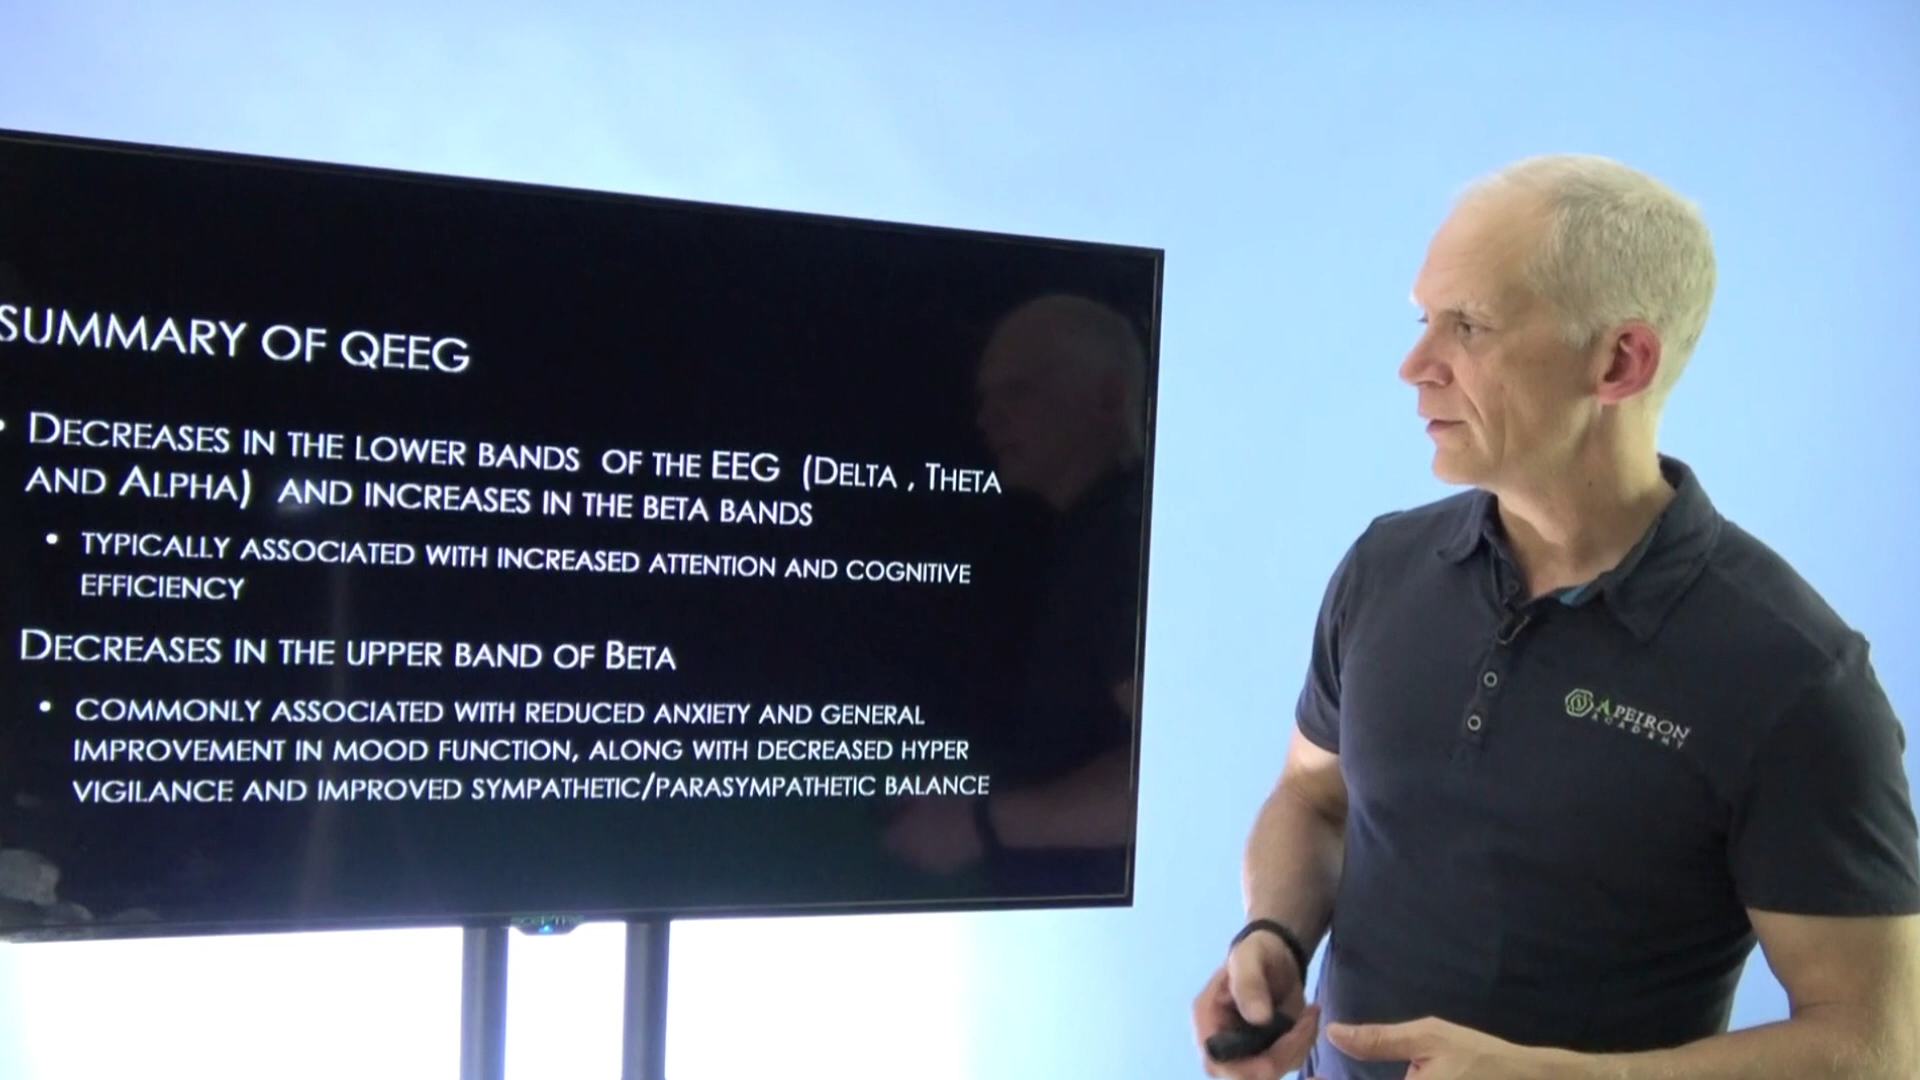 SUMMARY OF QEEG
• DECREASES IN THE LOWER BANDS OF THE EEG (DELTA , THETA
AND ALPHA) AND INCREASES IN THE BETA BANDS
• TYPICALLY ASSOCIATED WITH INCREASED ATTENTION AND COGNITIVE
EFFICIENCY
DECREASES IN THE UPPER BAND OF BETA
• COMMONLY ASSOCIATED WITH REDUCED ANXIETY AND GENERAL
IMPROVEMENT IN MOOD FUNCTION, ALONG WITH DECREASED HYPER
VIGILANCE AND IMPROVED SYMPATHETIC/PARASYMPATHETIC BALANCE
APEIRON
ACADEMY
SCEPTRE